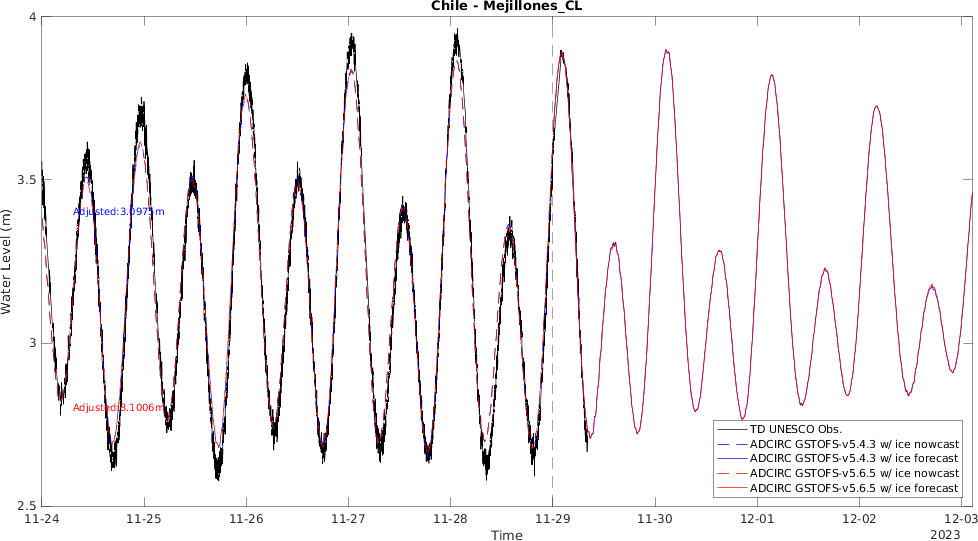 Chile - Mejillones_CL
4
3.5
3
2.5
Water Level (m)
Adjusted:3.0975m
Adjusted:3.1006m
TD UNESCO Obs.
ADCIRC GSTOFS-v5.4.3 w/ ice nowcast
ADCIRC GSTOFS-v5.4.3 w/ ice forecast
ADCIRC GSTOFS-v5.6.5 w/ ice nowcast
ADCIRC GSTOFS-v5.6.5 w/ ice forecast
11-24 11-25 11-26 11-27 11-28 11-29 11-30 12-01 12-02 12-03
Time
2023